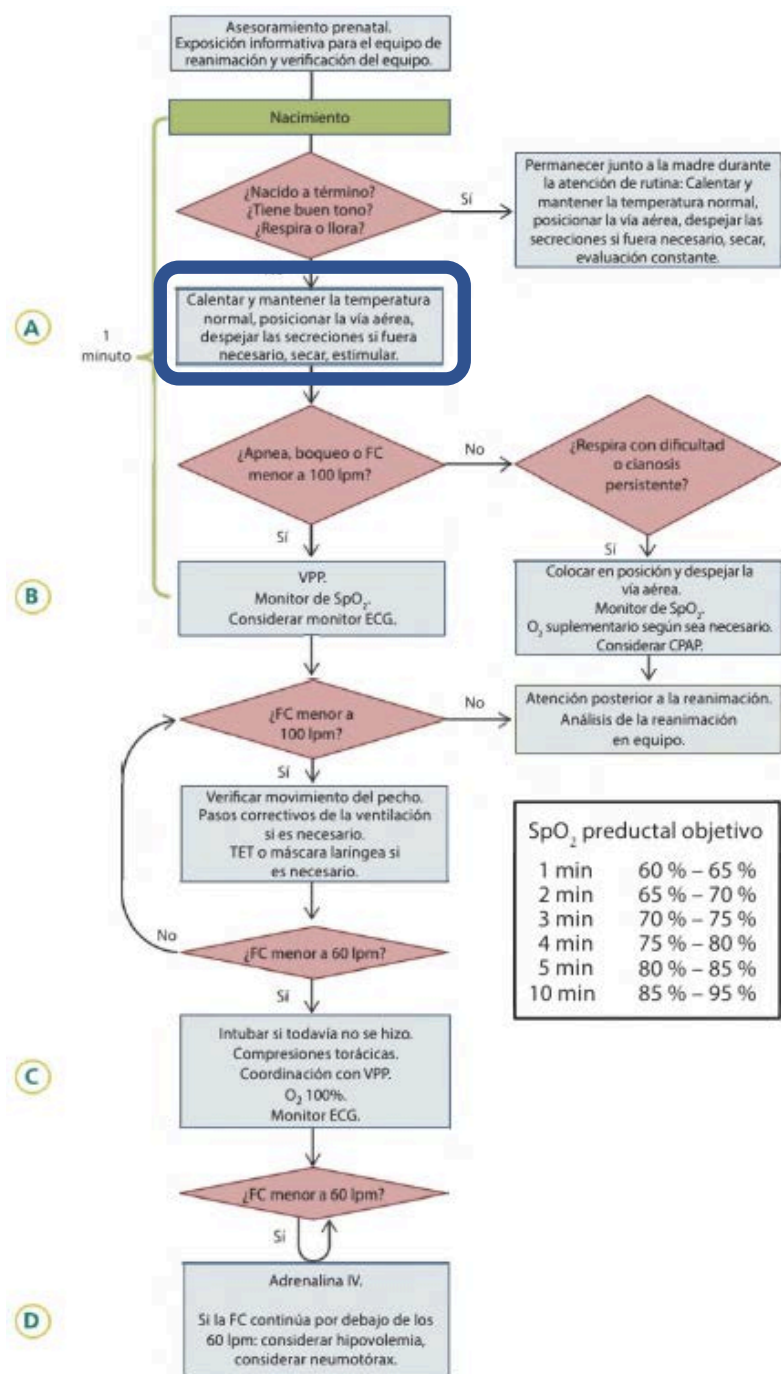 Asesoramiento prenatal.
Exposición informativa para el equipo de
reanimación y verificación del equipo.
Nacimiento
¿Nacido a término?
¿Tiene buen tono?
¿Respira o llora?
Sí
Permanecer junto a la madre durante
la atención de rutina: Calentar y
mantener la temperatura normal,
posicionar la vía aérea, despejar las
secreciones si fuera necesario, secar,
evaluación constante.
A
1
minuto
Calentar y mantener la temperatura
normal, posicionar la vía aérea,
despejar las secreciones si fuera
necesario, secar, estimular.
¿Apnea, boqueo o FC
menor a 100 lpm?
No
¿Respira con dificultad
o cianosis
persistente?
Sí
Sí
B
VPP.
Monitor de SpO₂.
Considerar monitor ECG.
Colocar en posición y despejar la
vía aérea.
Monitor de SpO₂.
O₂ suplementario según sea necesario.
Considerar CPAP.
¿FC menor a
100 lpm?
No
Atención posterior a la reanimación.
Análisis de la reanimación
en equipo.
Sí
Verificar movimiento del pecho.
Pasos correctivos de la ventilación
si es necesario.
TET o máscara laríngea si
es necesario.
SpO₂ preductal objetivo
1 min 60 % – 65 %
2 min 65 % – 70 %
3 min 70 % – 75 %
4 min 75 % – 80 %
5 min 80 % – 85 %
10 min 85 % – 95 %
No
¿FC menor a 60 lpm?
Sí
C
Intubar si todavía no se hizo.
Compresiones torácicas.
Coordinación con VPP.
O₂ 100%.
Monitor ECG.
¿FC menor a 60 lpm?
Sí
D
Adrenalina IV.
Si la FC continúa por debajo de los
60 lpm: considerar hipovolemia,
considerar neumotórax.